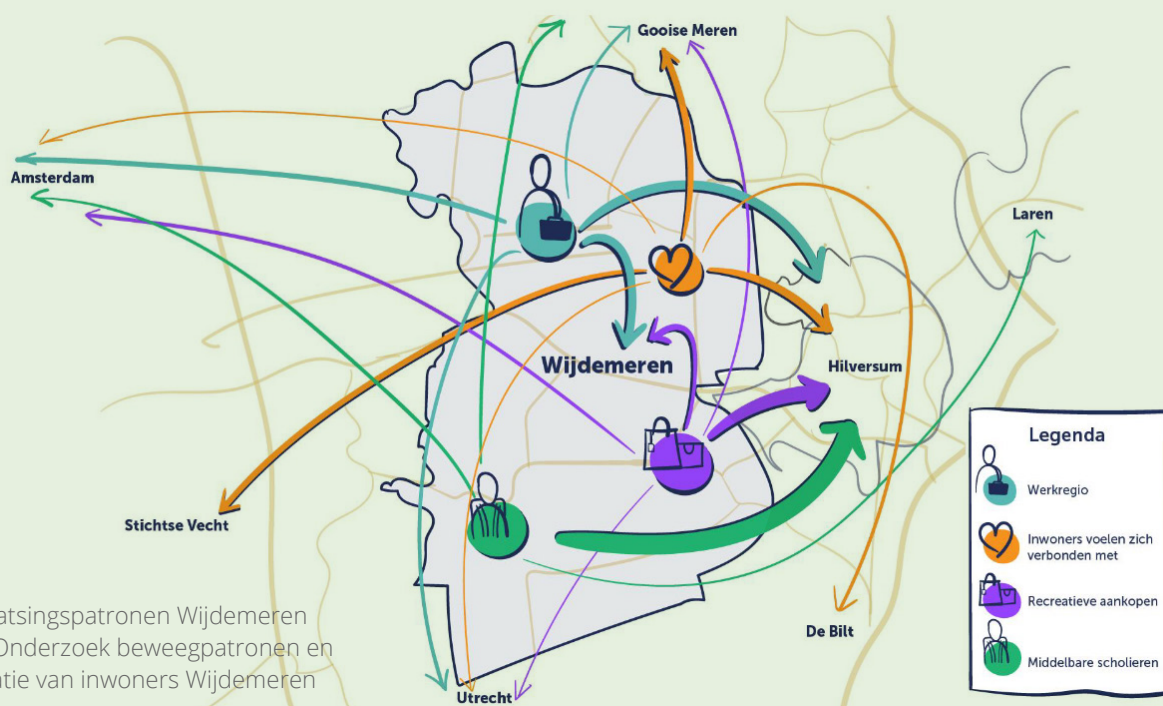 Gooise Meren
Amsterdam
Laren
Wijdemeren
Hilversum
Stichtse Vecht
De Bilt
Utrecht
Legenda
Werkregio
Inwoners voelen zich
verbonden met
Recreatieve aankopen
Middelbare scholieren
atsingspatronen Wijdemeren
Onderzoek beweegpatronen en
tie van inwoners Wijdemeren